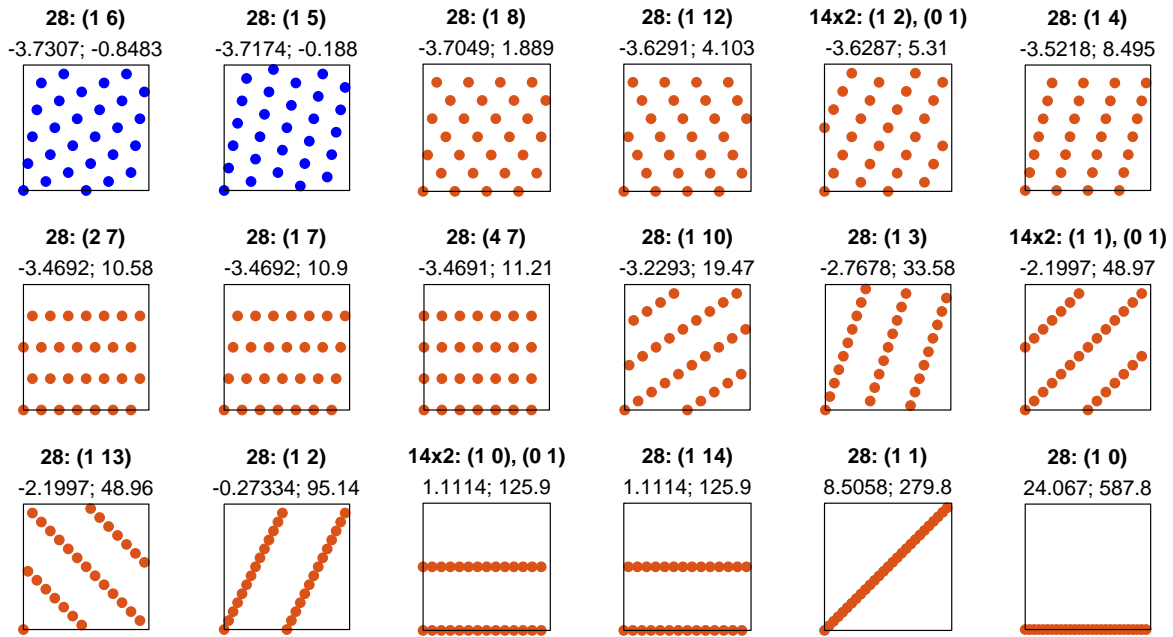 28: (1 6)
-3.7307; -0.8483
28: (1 5)
-3.7174; -0.188
28: (1 8)
-3.7049; 1.889
28: (1 12)
-3.6291; 4.103
14x2: (1 2), (0 1)
-3.6287; 5.31
28: (1 4)
-3.5218; 8.495
28: (2 7)
-3.4692; 10.58
28: (1 7)
-3.4692; 10.9
28: (4 7)
-3.4691; 11.21
28: (1 10)
-3.2293; 19.47
28: (1 3)
-2.7678; 33.58
14x2: (1 1), (0 1)
-2.1997; 48.97
28: (1 13)
-2.1997; 48.96
28: (1 2)
-0.27334; 95.14
14x2: (1 0), (0 1)
1.1114; 125.9
28: (1 14)
1.1114; 125.9
28: (1 1)
8.5058; 279.8
28: (1 0)
24.067; 587.8